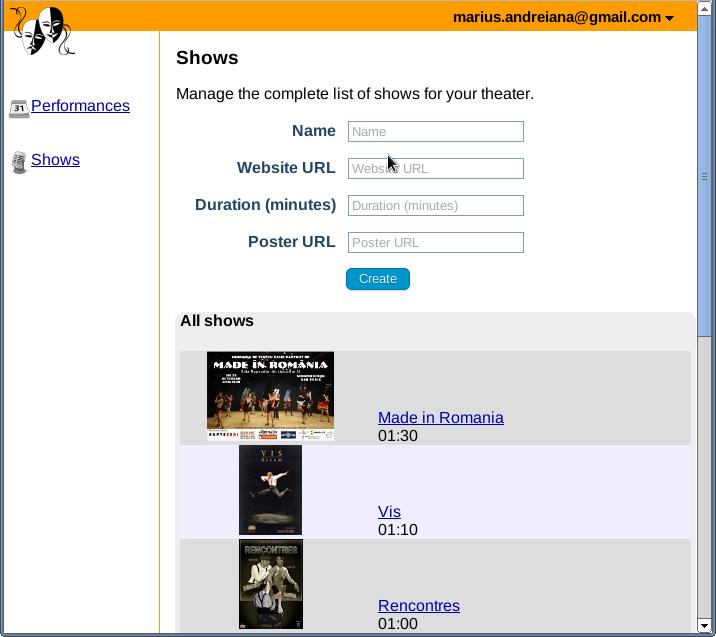 marius.andreiana@gmail.com
31
Performances
Shows
Shows
Manage the complete list of shows for your theater.
Name
Name
Website URL
Website URL
Duration (minutes)
Duration (minutes)
Poster URL
Poster URL
Create
All shows
MADE IN ROMÂNIA
Made in Romania
01:30
VIS
Vis
01:10
RENCONTRES
Rencontres
01:00